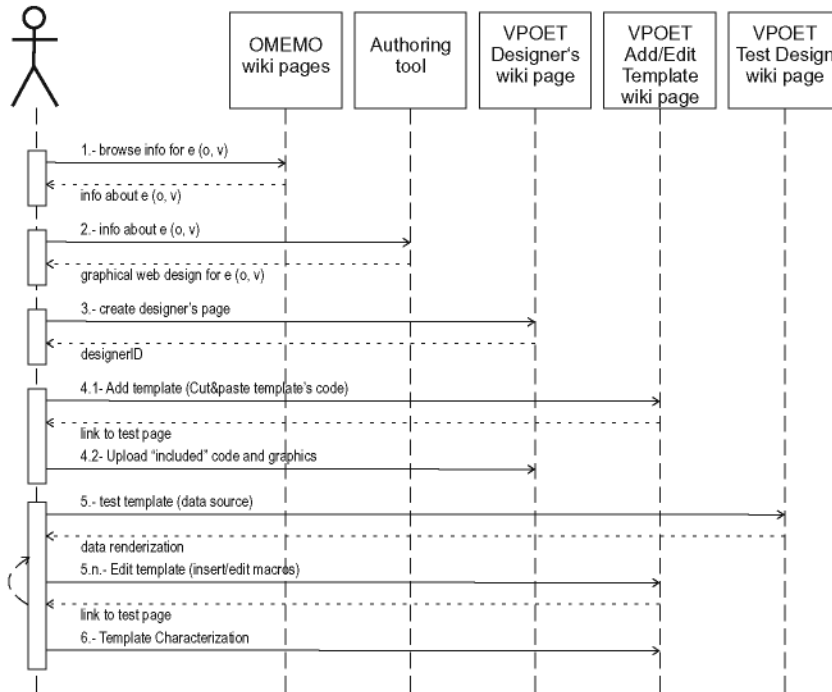 OMEMO
wiki pages
Authoring
tool
VPOET
Designer's
wiki page
VPOET
Add/Edit
Template
wiki page
VPOET
Test Design
wiki page
1.- browse info for e (o, v)
info about e (o, v)
2.- info about e (o, v)
graphical web design for e (o, v)
3.- create designer's page
designerID
4.1- Add template (Cut&paste template's code)
link to test page
4.2- Upload "included" code and graphics
5.- test template (data source)
data renderization
5.n.- Edit template (insert/edit macros)
link to test page
6.- Template Characterization